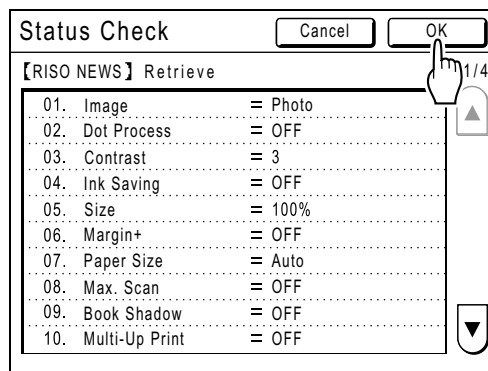 Status Check Cancel OK
【RISO NEWS】 Retrieve 1/4
01. Image = Photo
02. Dot Process = OFF
03. Contrast = 3
04. Ink Saving = OFF
05. Size = 100%
06. Margin+ = OFF
07. Paper Size = Auto
08. Max. Scan = OFF
09. Book Shadow = OFF
10. Multi-Up Print = OFF